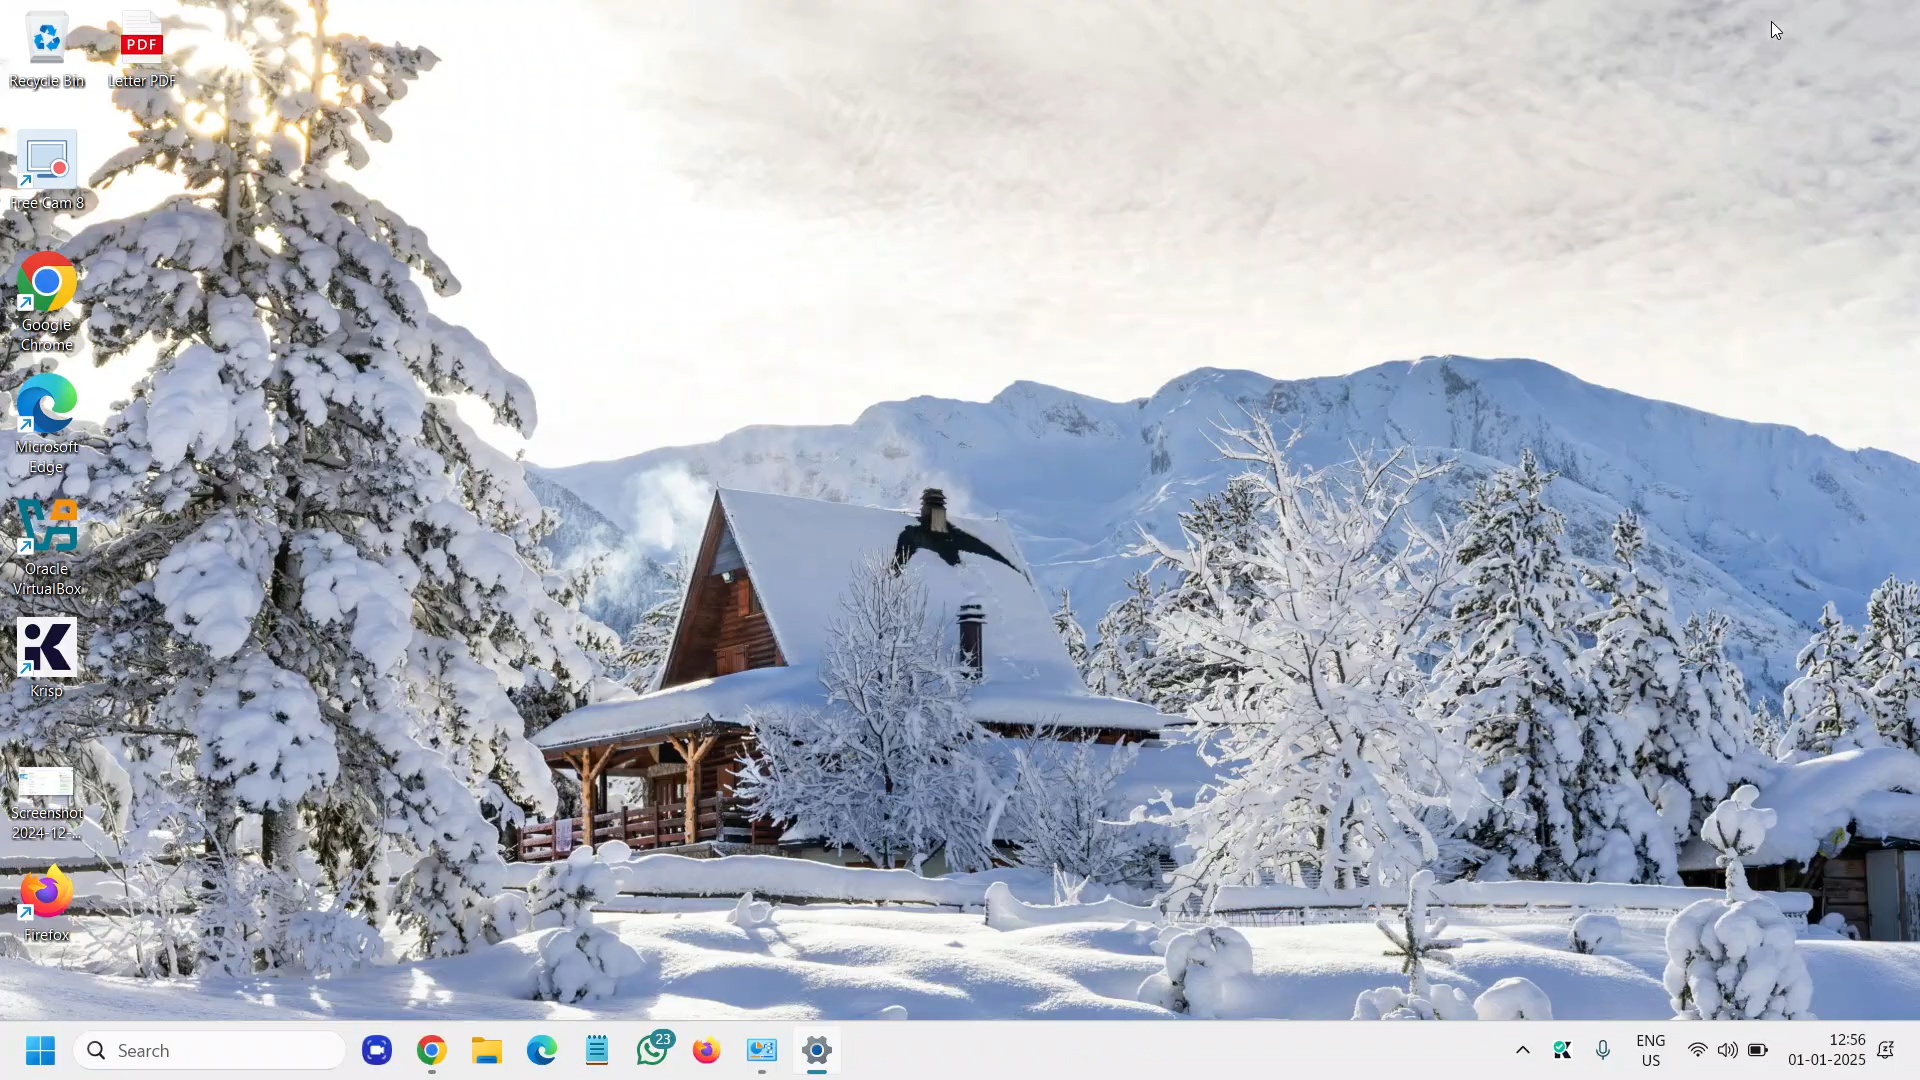 Recycle Bin
PDF
Letter PDF
Free Cam 8
Google
Chrome
Microsoft
Edge
Oracle
VirtualBox
Krisp
Screenshot
2024-12-...
Firefox
Search
23
ENG
US
12:56
01-01-2025